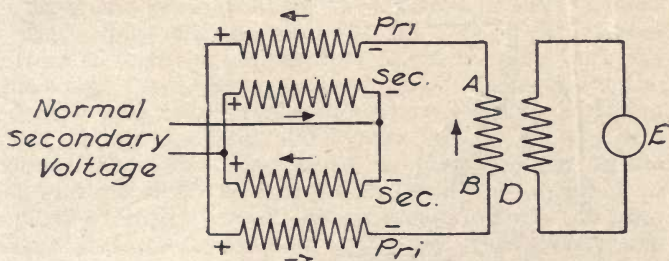 + Pri
-
+ Sec. -
A
Normal
Secondary
Voltage
E
+ -
B D
Sec.
+ -
Pri